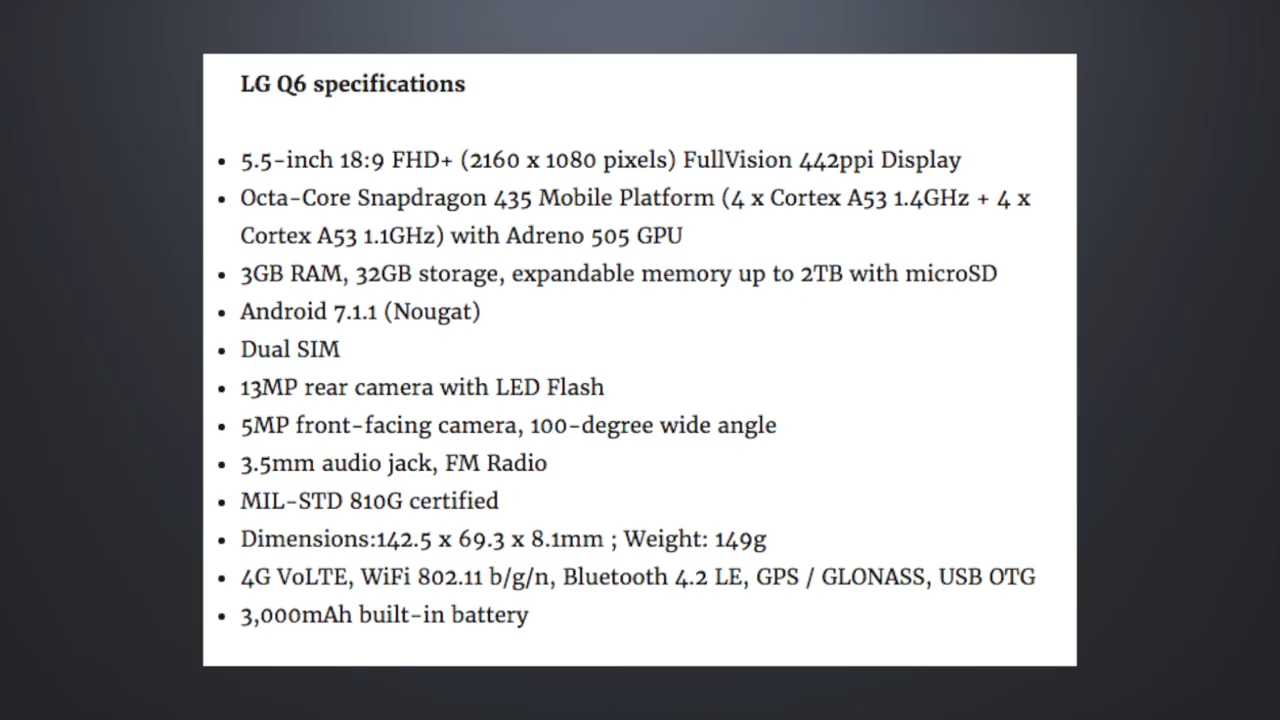 LG Q6 specifications
• 5.5-inch 18:9 FHD+ (2160 x 1080 pixels) FullVision 442ppi Display
• Octa-Core Snapdragon 435 Mobile Platform (4 x Cortex A53 1.4GHz + 4 x
Cortex A53 1.1GHz) with Adreno 505 GPU
• 3GB RAM, 32GB storage, expandable memory up to 2TB with microSD
• Android 7.1.1 (Nougat)
• Dual SIM
• 13MP rear camera with LED Flash
• 5MP front-facing camera, 100-degree wide angle
• 3.5mm audio jack, FM Radio
• MIL-STD 810G certified
• Dimensions:142.5 x 69.3 x 8.1mm ; Weight: 149g
• 4G VoLTE, WiFi 802.11 b/g/n, Bluetooth 4.2 LE, GPS / GLONASS, USB OTG
• 3,000mAh built-in battery